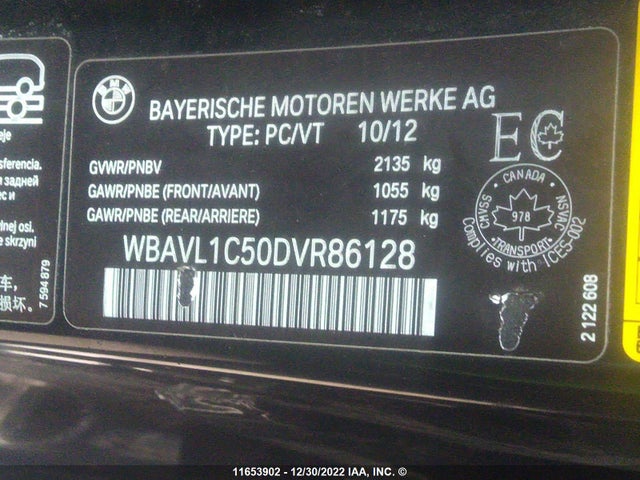 BMW
BAYERISCHE MOTOREN WERKE AG
TYPE: PC/VT 10/12
EC
GVWR/PNBV 2135 kg
GAWR/PNBE (FRONT/AVANT) 1055 kg
GAWR/PNBE (REAR/ARRIERE) 1175 kg
CANADA
CMVSS 978 NSVAC
TRANSPORT
Complies with ICES-002
WBAVL1C50DVR86128
2 122 608
eje
sferencia.
задней
с и
lnej osi.
skrzyni
车,
损坏.
7 594 879
11653902 - 12/30/2022 IAA, INC. ©